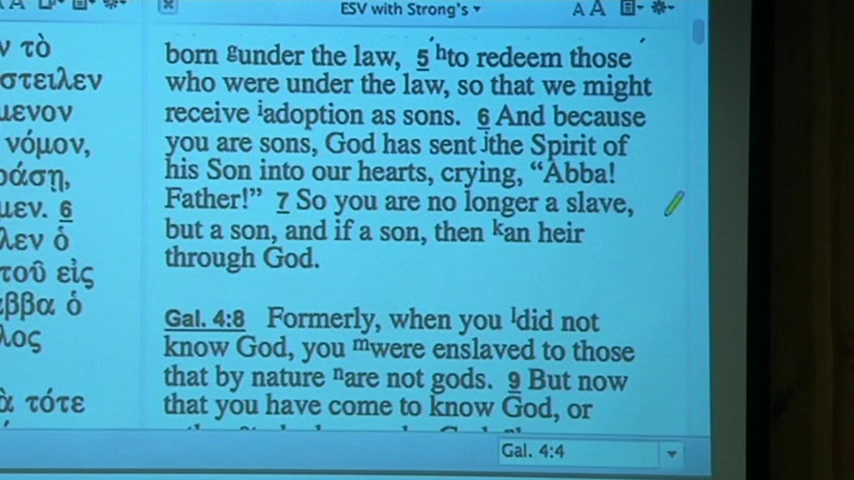 ESV with Strong's
ν τὸ
στειλεν
μενον
νόμον,
ράσῃ,
μεν. 6
λεν ὁ
τοῦ εἰς
αββα ὁ
λος
ὰ τότε
born gunder the law, 5 hto redeem those
who were under the law, so that we might
receive iadoption as sons. 6 And because
you are sons, God has sent jthe Spirit of
his Son into our hearts, crying, “Abba!
Father!” 7 So you are no longer a slave,
but a son, and if a son, then kan heir
through God.
Gal. 4:8 Formerly, when you ldid not
know God, you mwere enslaved to those
that by nature nare not gods. 9 But now
that you have come to know God, or
Gal. 4:4